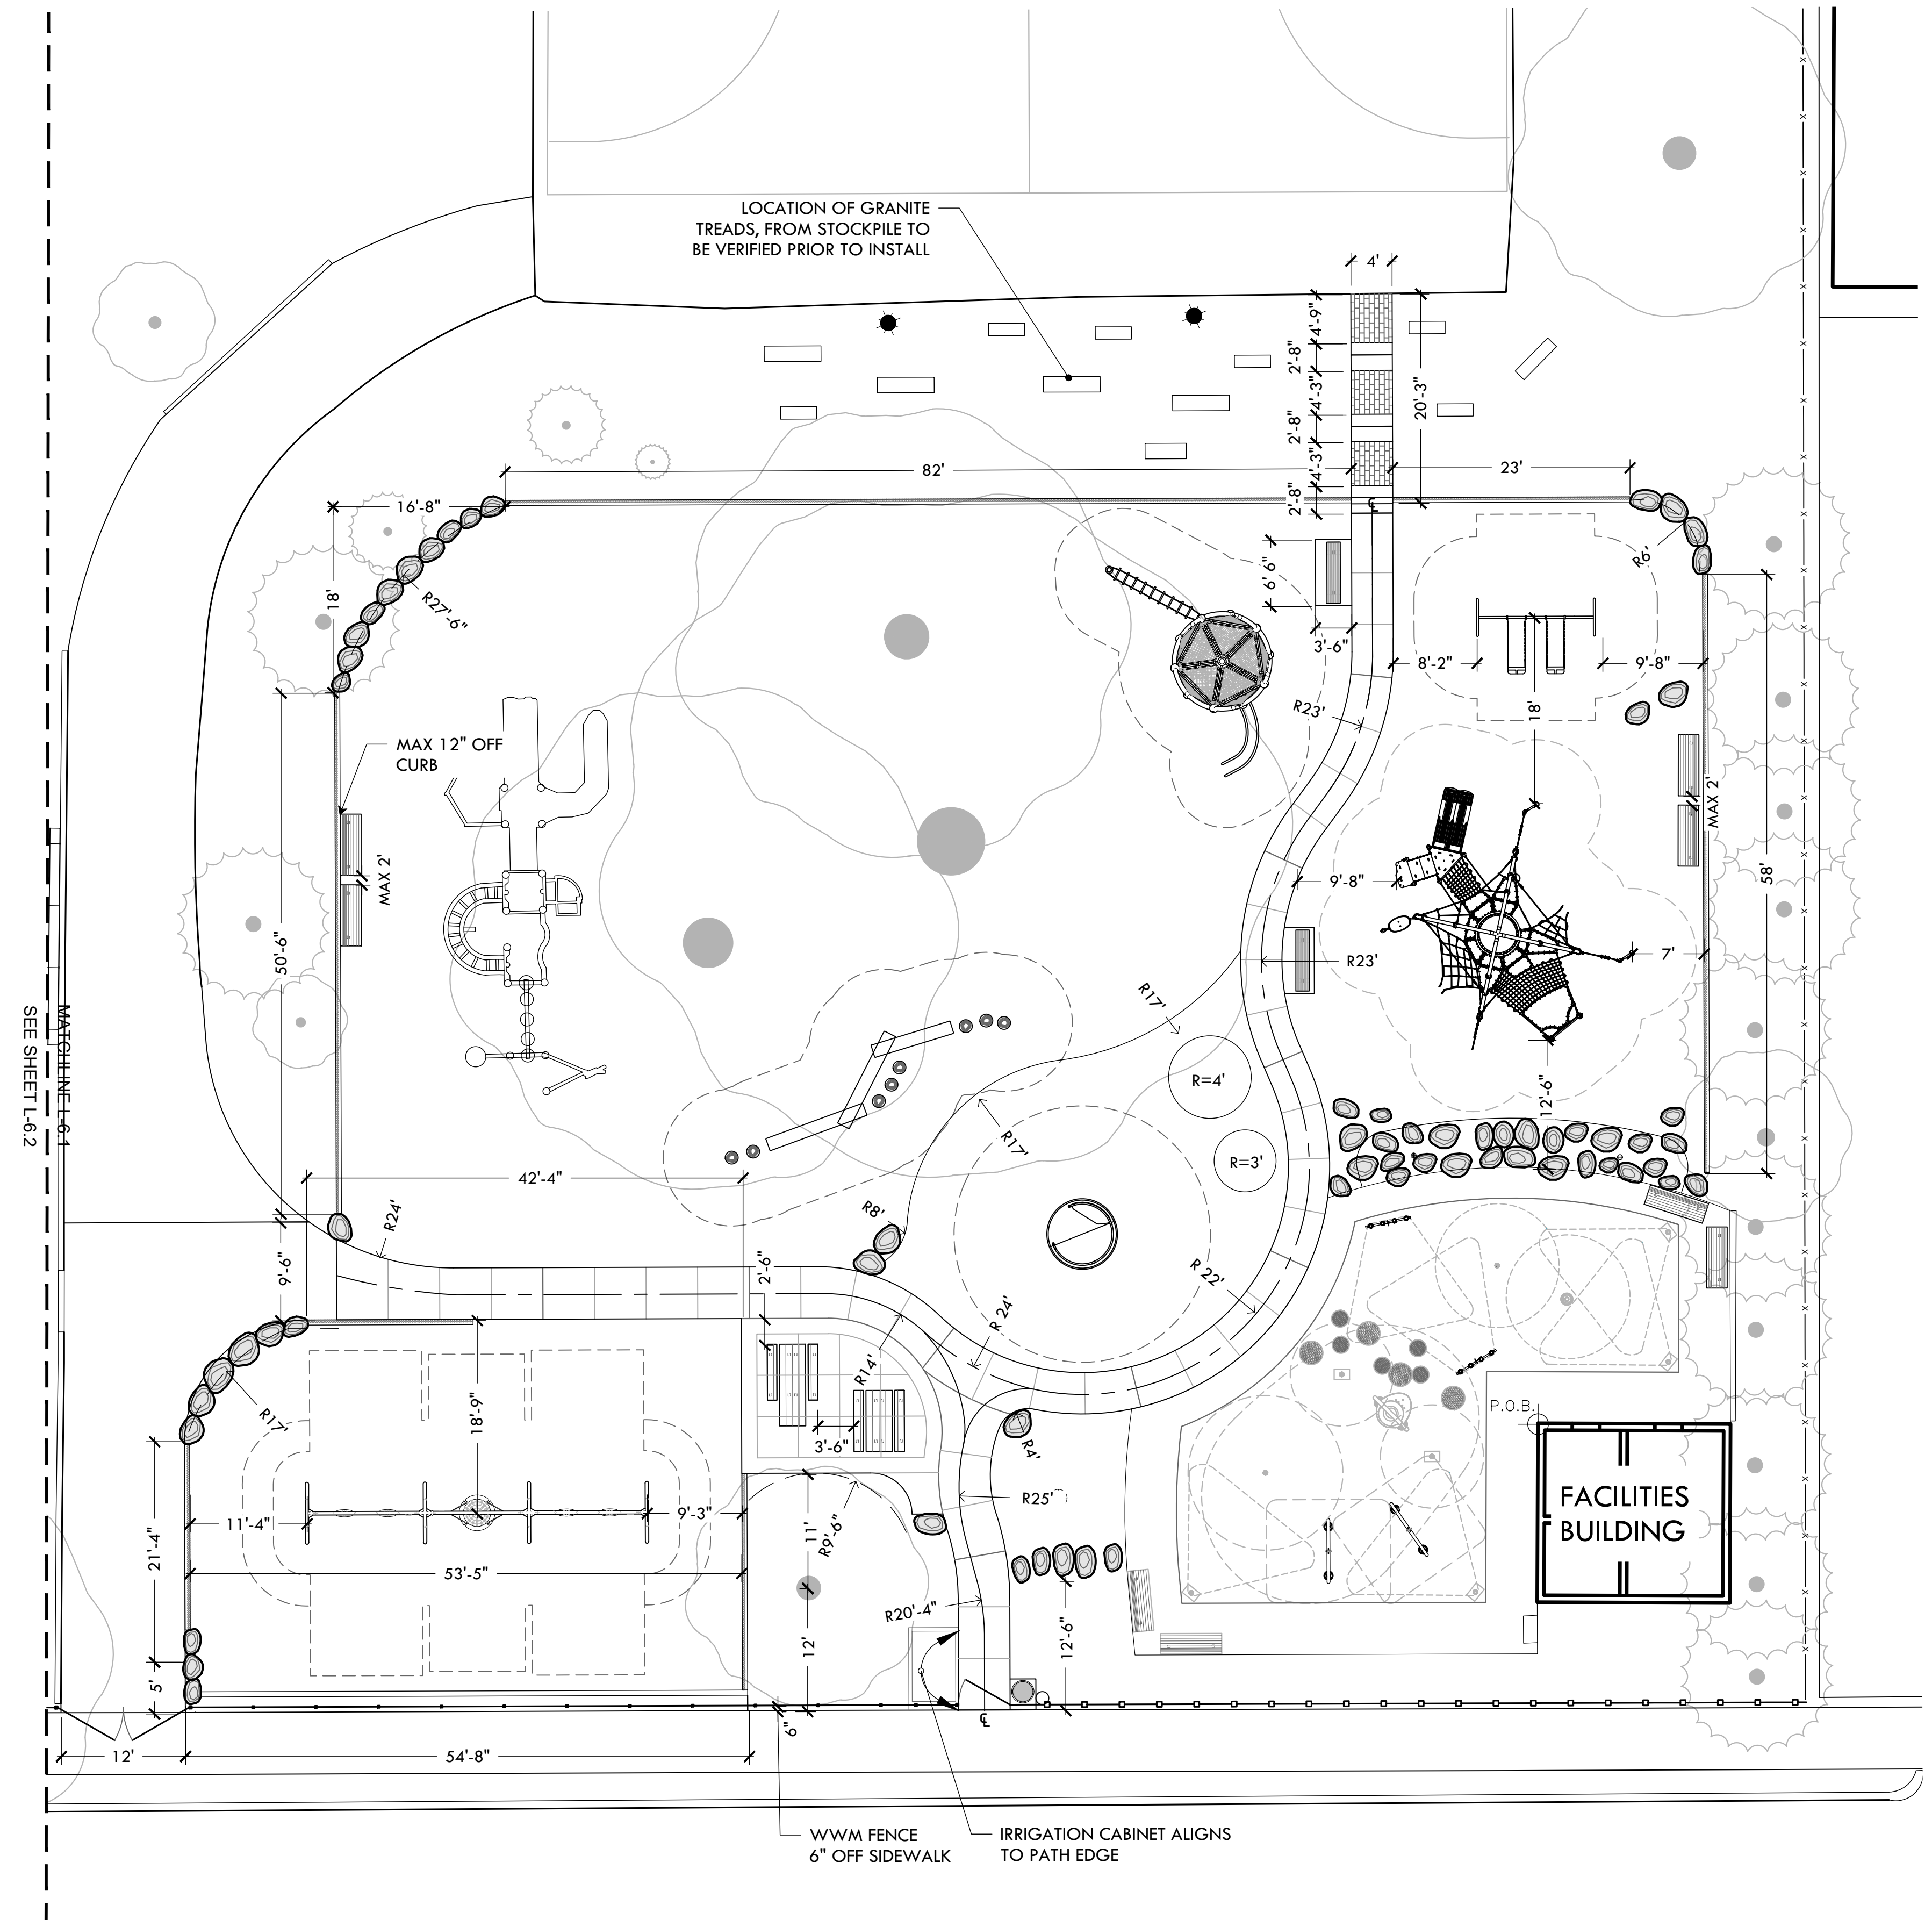 LOCATION OF GRANITE
TREADS, FROM STOCKPILE TO
BE VERIFIED PRIOR TO INSTALL
4'
4'-9"
2'-8"
4'-3"
20'-3"
2'-8"
4'-3"
2'-8"
82'
23'
16'-8"
18'
R27'-6"
℄
6' 6"
3'-6"
R6'
8'-2"
9'-8"
18'
R23'
MAX 12" OFF
CURB
MAX 2'
MAX 2'
58'
9'-8"
50'-6"
R23'
7'
R17'
MATCHLINE L-6.1
SEE SHEET L-6.2
R=4'
12'-6"
R17'
R=3'
42'-4"
R24'
R8'
9'-6"
2'-6"
R 22'
R 24'
R14'
R17'
18'-9"
3'-6"
R4'
P.O.B.
FACILITIES
BUILDING
R25'
11'-4"
9'-3"
11'
R9'-6"
21'-4"
53'-5"
R20'-4"
12'
12'-6"
5'
6"
℄
12'
54'-8"
WWM FENCE
6" OFF SIDEWALK
IRRIGATION CABINET ALIGNS
TO PATH EDGE